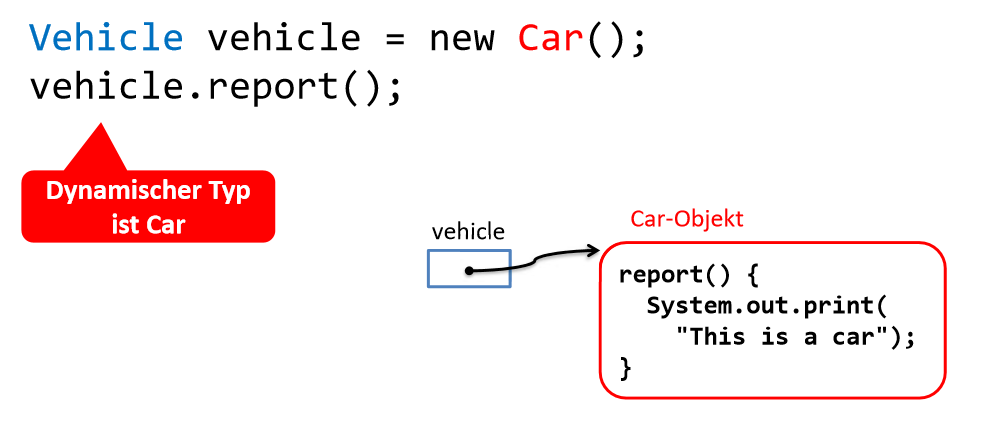 Vehicle vehicle = new Car();
vehicle.report();
Dynamischer Typ
ist Car
vehicle
Car-Objekt
report() {
System.out.print(
"This is a car");
}